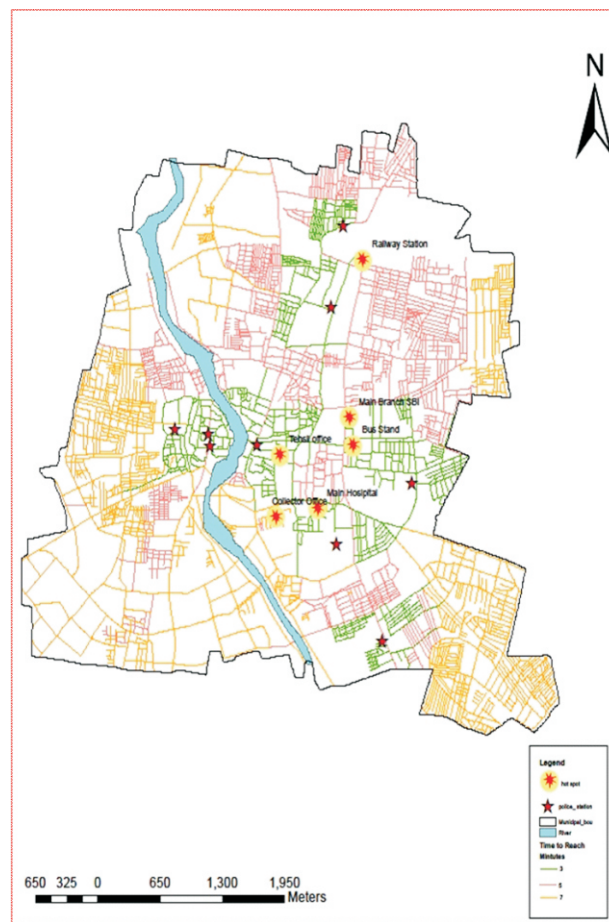 N
Railway Station
Main Branch SBI
Bus Stand
Tehsil office
Main Hosipital
Collector Office
Legend
hot spot
police_station
Municipal_bou
River
Time to Reach
Mintutes
3
5
7
650 325 0 650 1,300 1,950
Meters